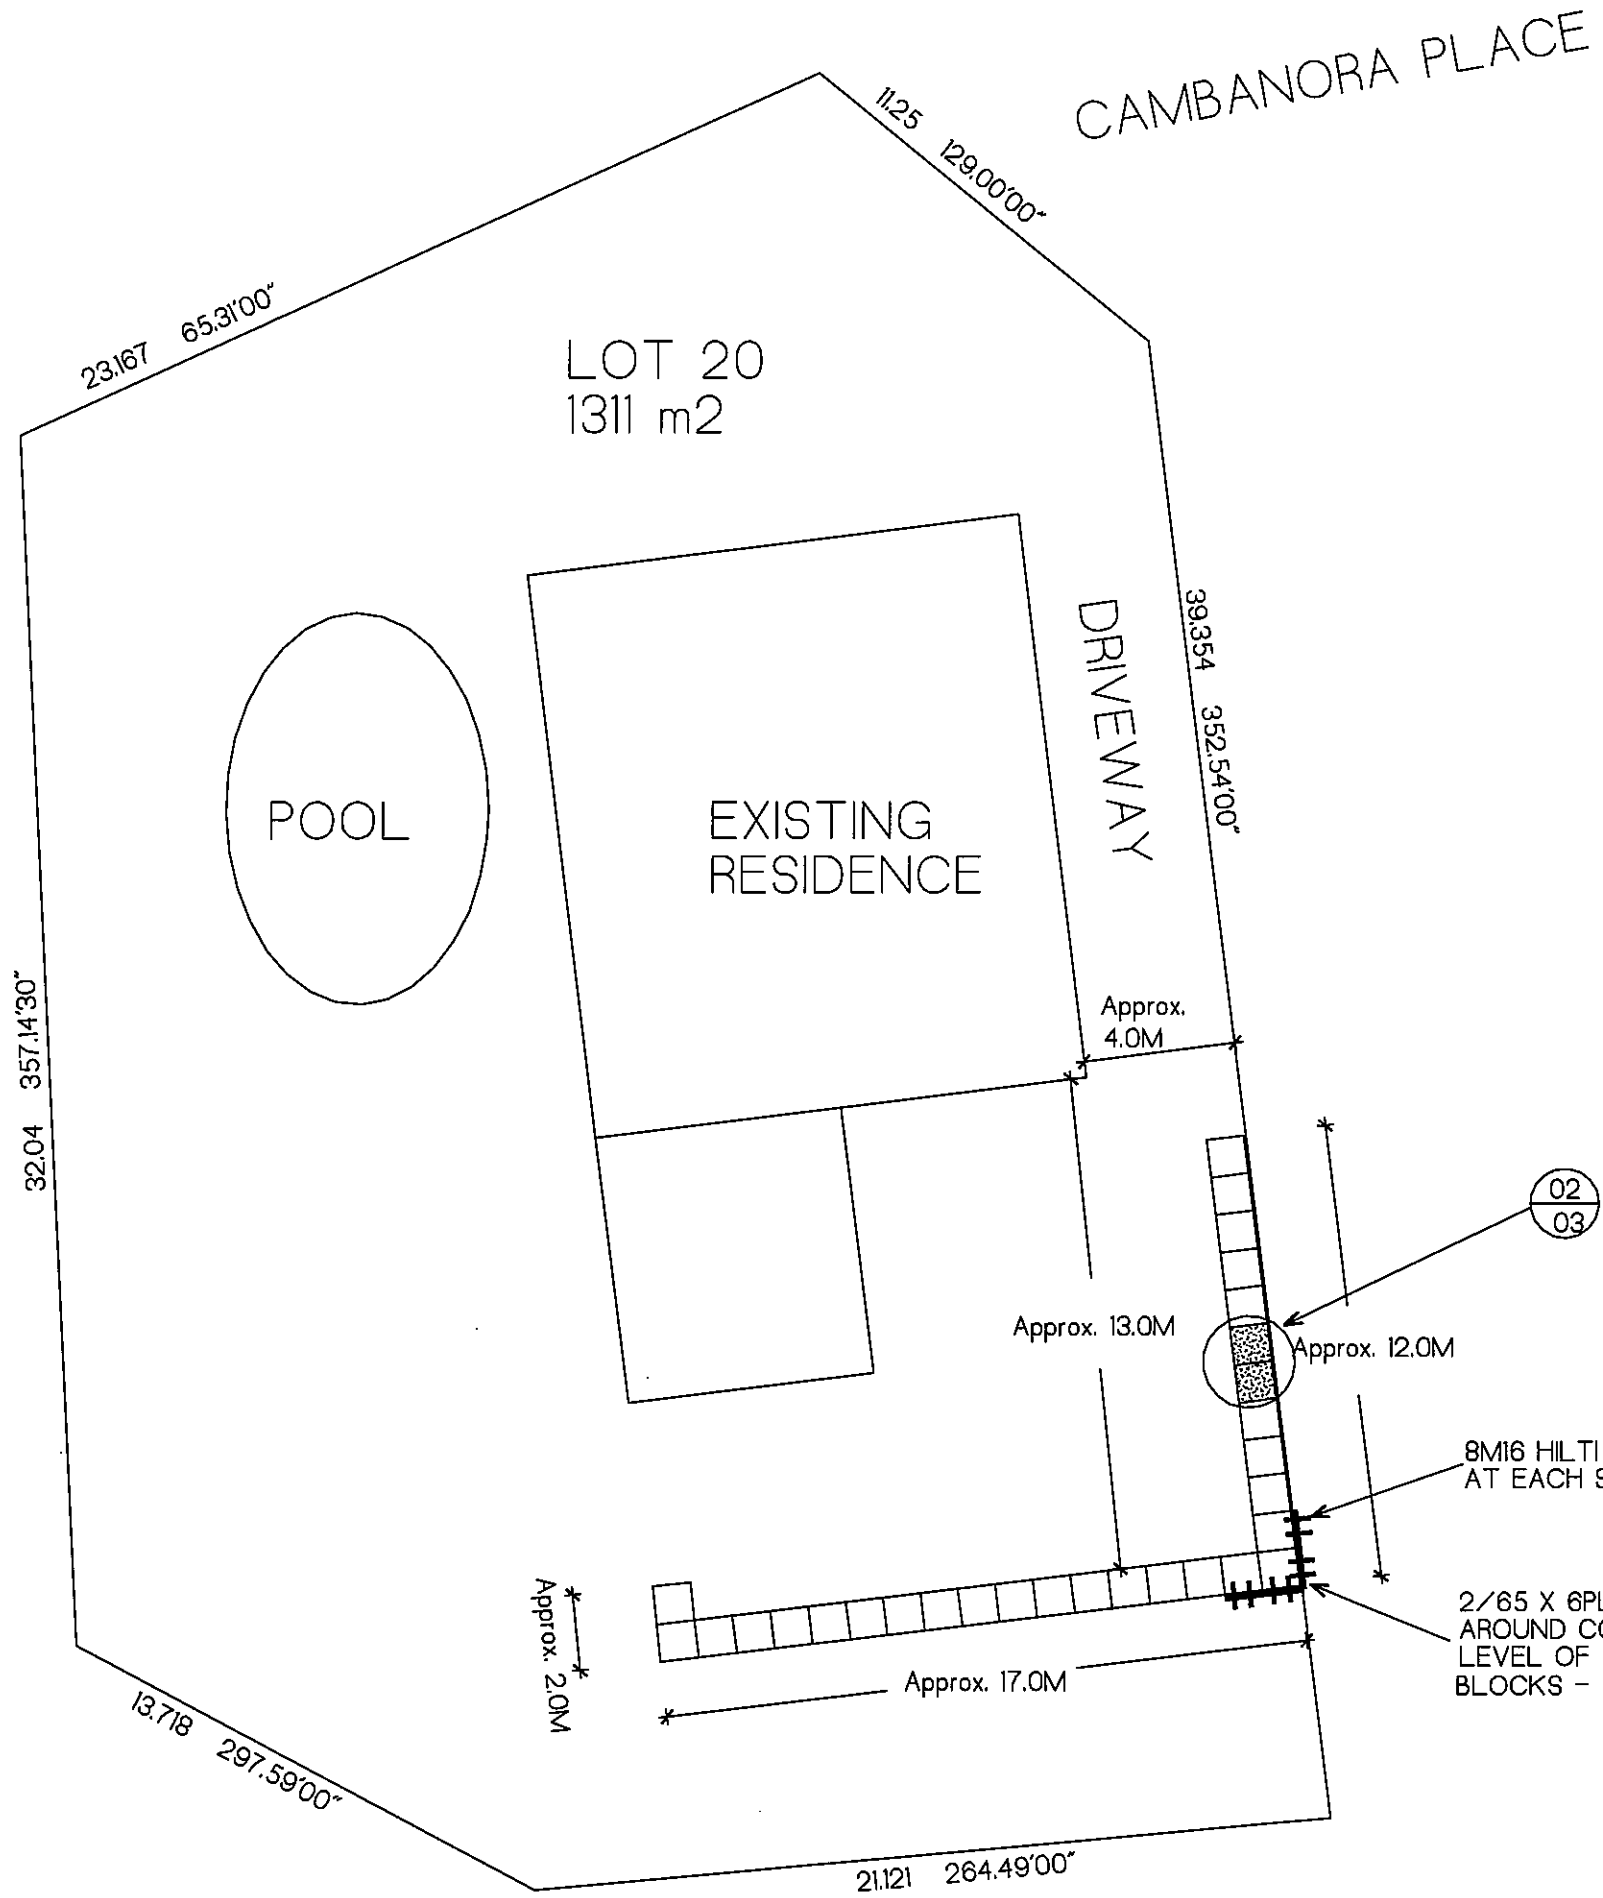 CAMBANORA PLACE
11.25 129.00'00"
23.167 65.31'00"
LOT 20
1311 m2
39.354 352.54'00"
DRIVEWAY
POOL
EXISTING
RESIDENCE
Approx.
4.0M
32.04 357.14'30"
02
03
Approx. 13.0M
Approx. 12.0M
8M16 HILTI
AT EACH S
2/65 X 6PL
AROUND CO
LEVEL OF
BLOCKS -
Approx. 2.0M
Approx. 17.0M
13.718 297.59'00"
21.121 264.49'00"